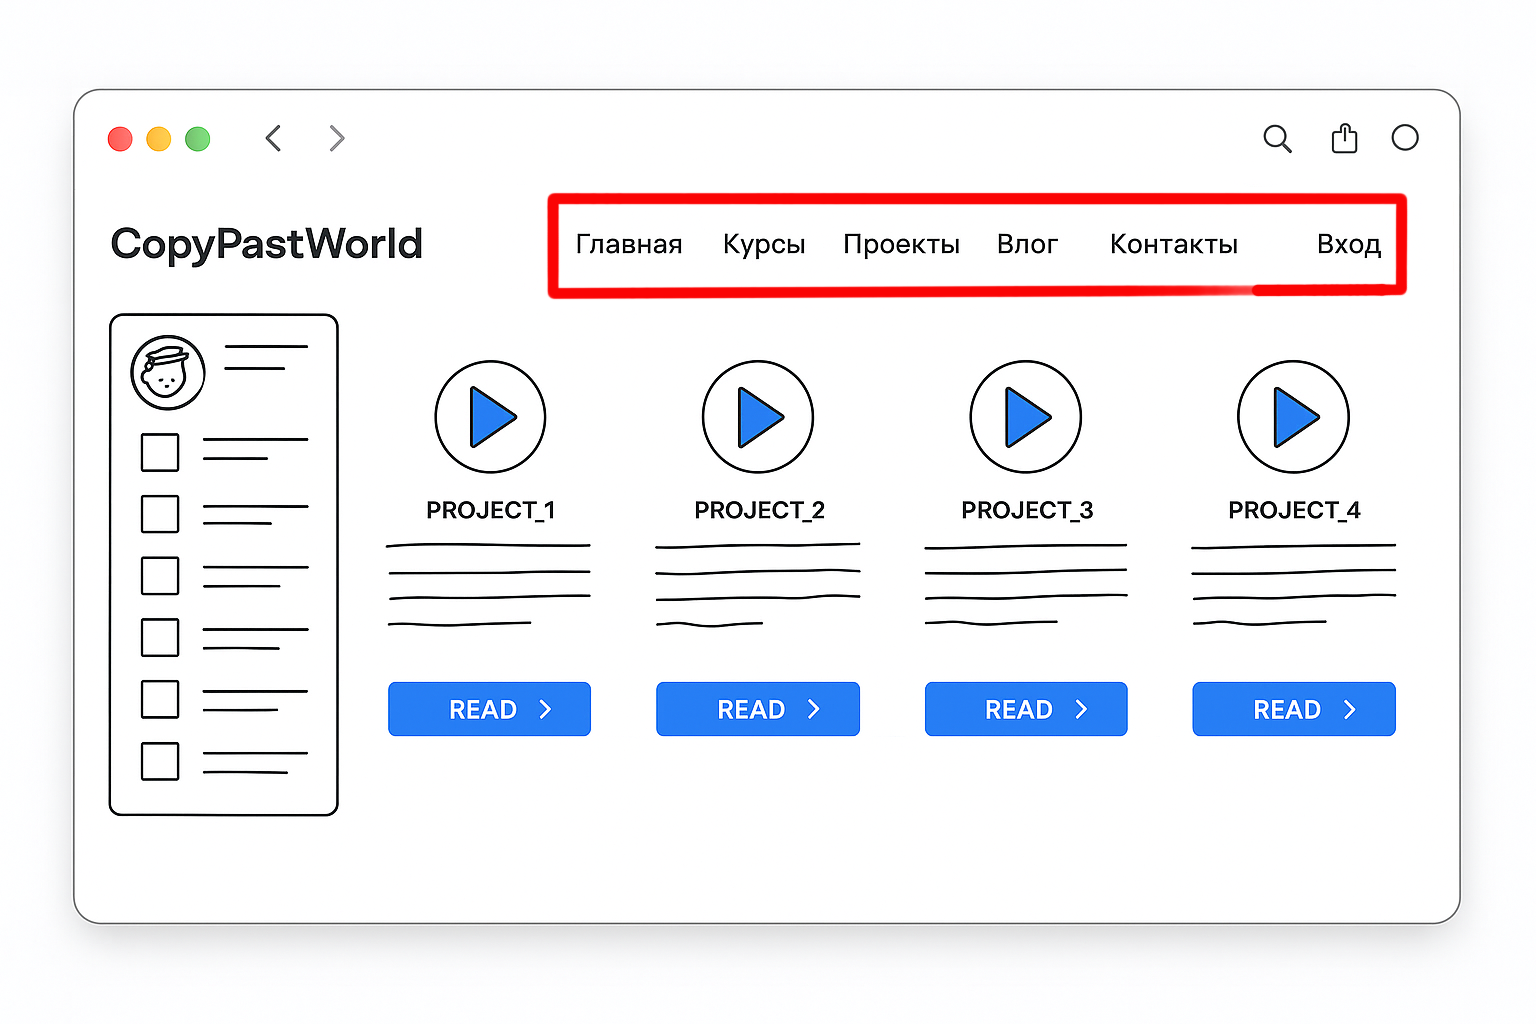 CopyPastWorld Главная Курсы Проекты Влог Контакты Вход
PROJECT_1 PROJECT_2 PROJECT_3 PROJECT_4
READ READ READ READ